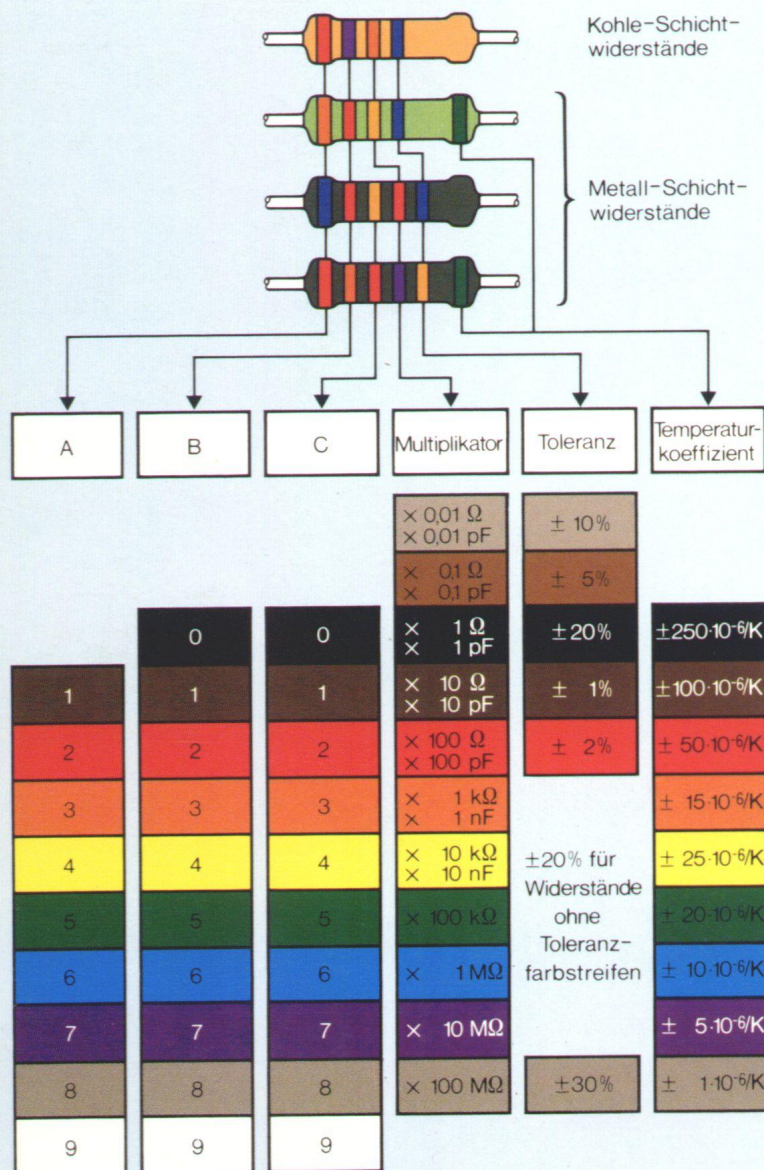 Kohle-Schicht-
widerstände
Metall-Schicht-
widerstände
A
B
C
Multiplikator
Toleranz
Temperatur-
koeffizient
× 0,01 Ω
× 0,01 pF
± 10%
× 0,1 Ω
× 0,1 pF
± 5%
0
0
× 1 Ω
× 1 pF
±20%
±250·10⁻⁶/K
1
1
1
× 10 Ω
× 10 pF
± 1%
±100·10⁻⁶/K
2
2
2
× 100 Ω
× 100 pF
± 2%
± 50·10⁻⁶/K
3
3
3
× 1 kΩ
× 1 nF
± 15·10⁻⁶/K
4
4
4
× 10 kΩ
× 10 nF
±20% für
Widerstände
ohne
Toleranz-
farbstreifen
± 25·10⁻⁶/K
5
5
5
× 100 kΩ
± 20·10⁻⁶/K
6
6
6
× 1 MΩ
± 10·10⁻⁶/K
7
7
7
× 10 MΩ
± 5·10⁻⁶/K
8
8
8
× 100 MΩ
±30%
± 1·10⁻⁶/K
9
9
9